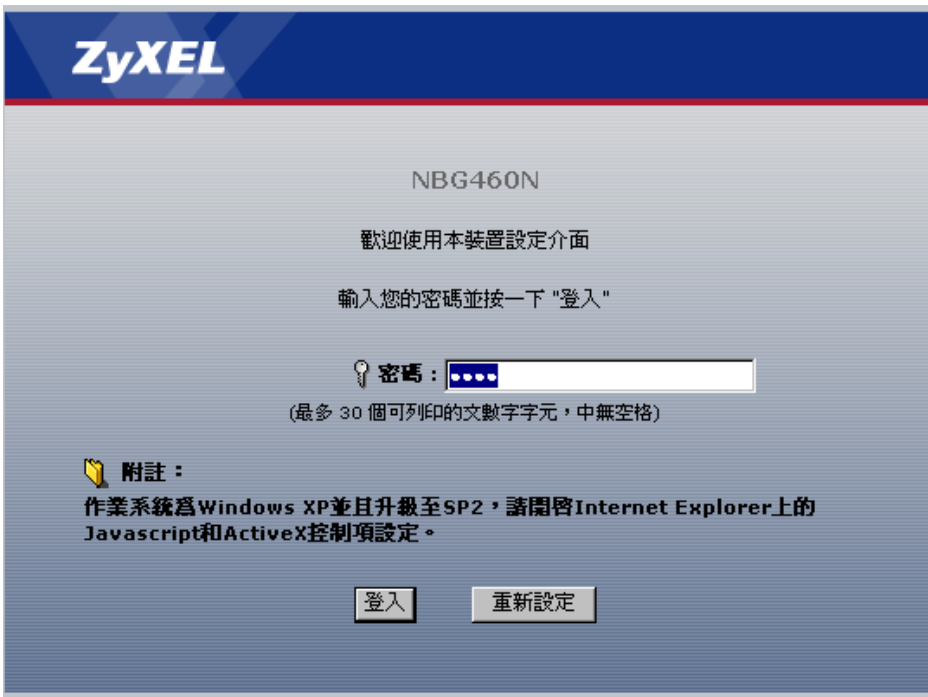 ZyXEL
NBG460N
歡迎使用本裝置設定介面
輸入您的密碼並按一下 "登入"
密碼：••••
(最多 30 個可列印的文數字字元，中無空格)
附註：
作業系統為Windows XP並且升級至SP2，請開啟Internet Explorer上的
Javascript和ActiveX控制項設定。
登入 重新設定